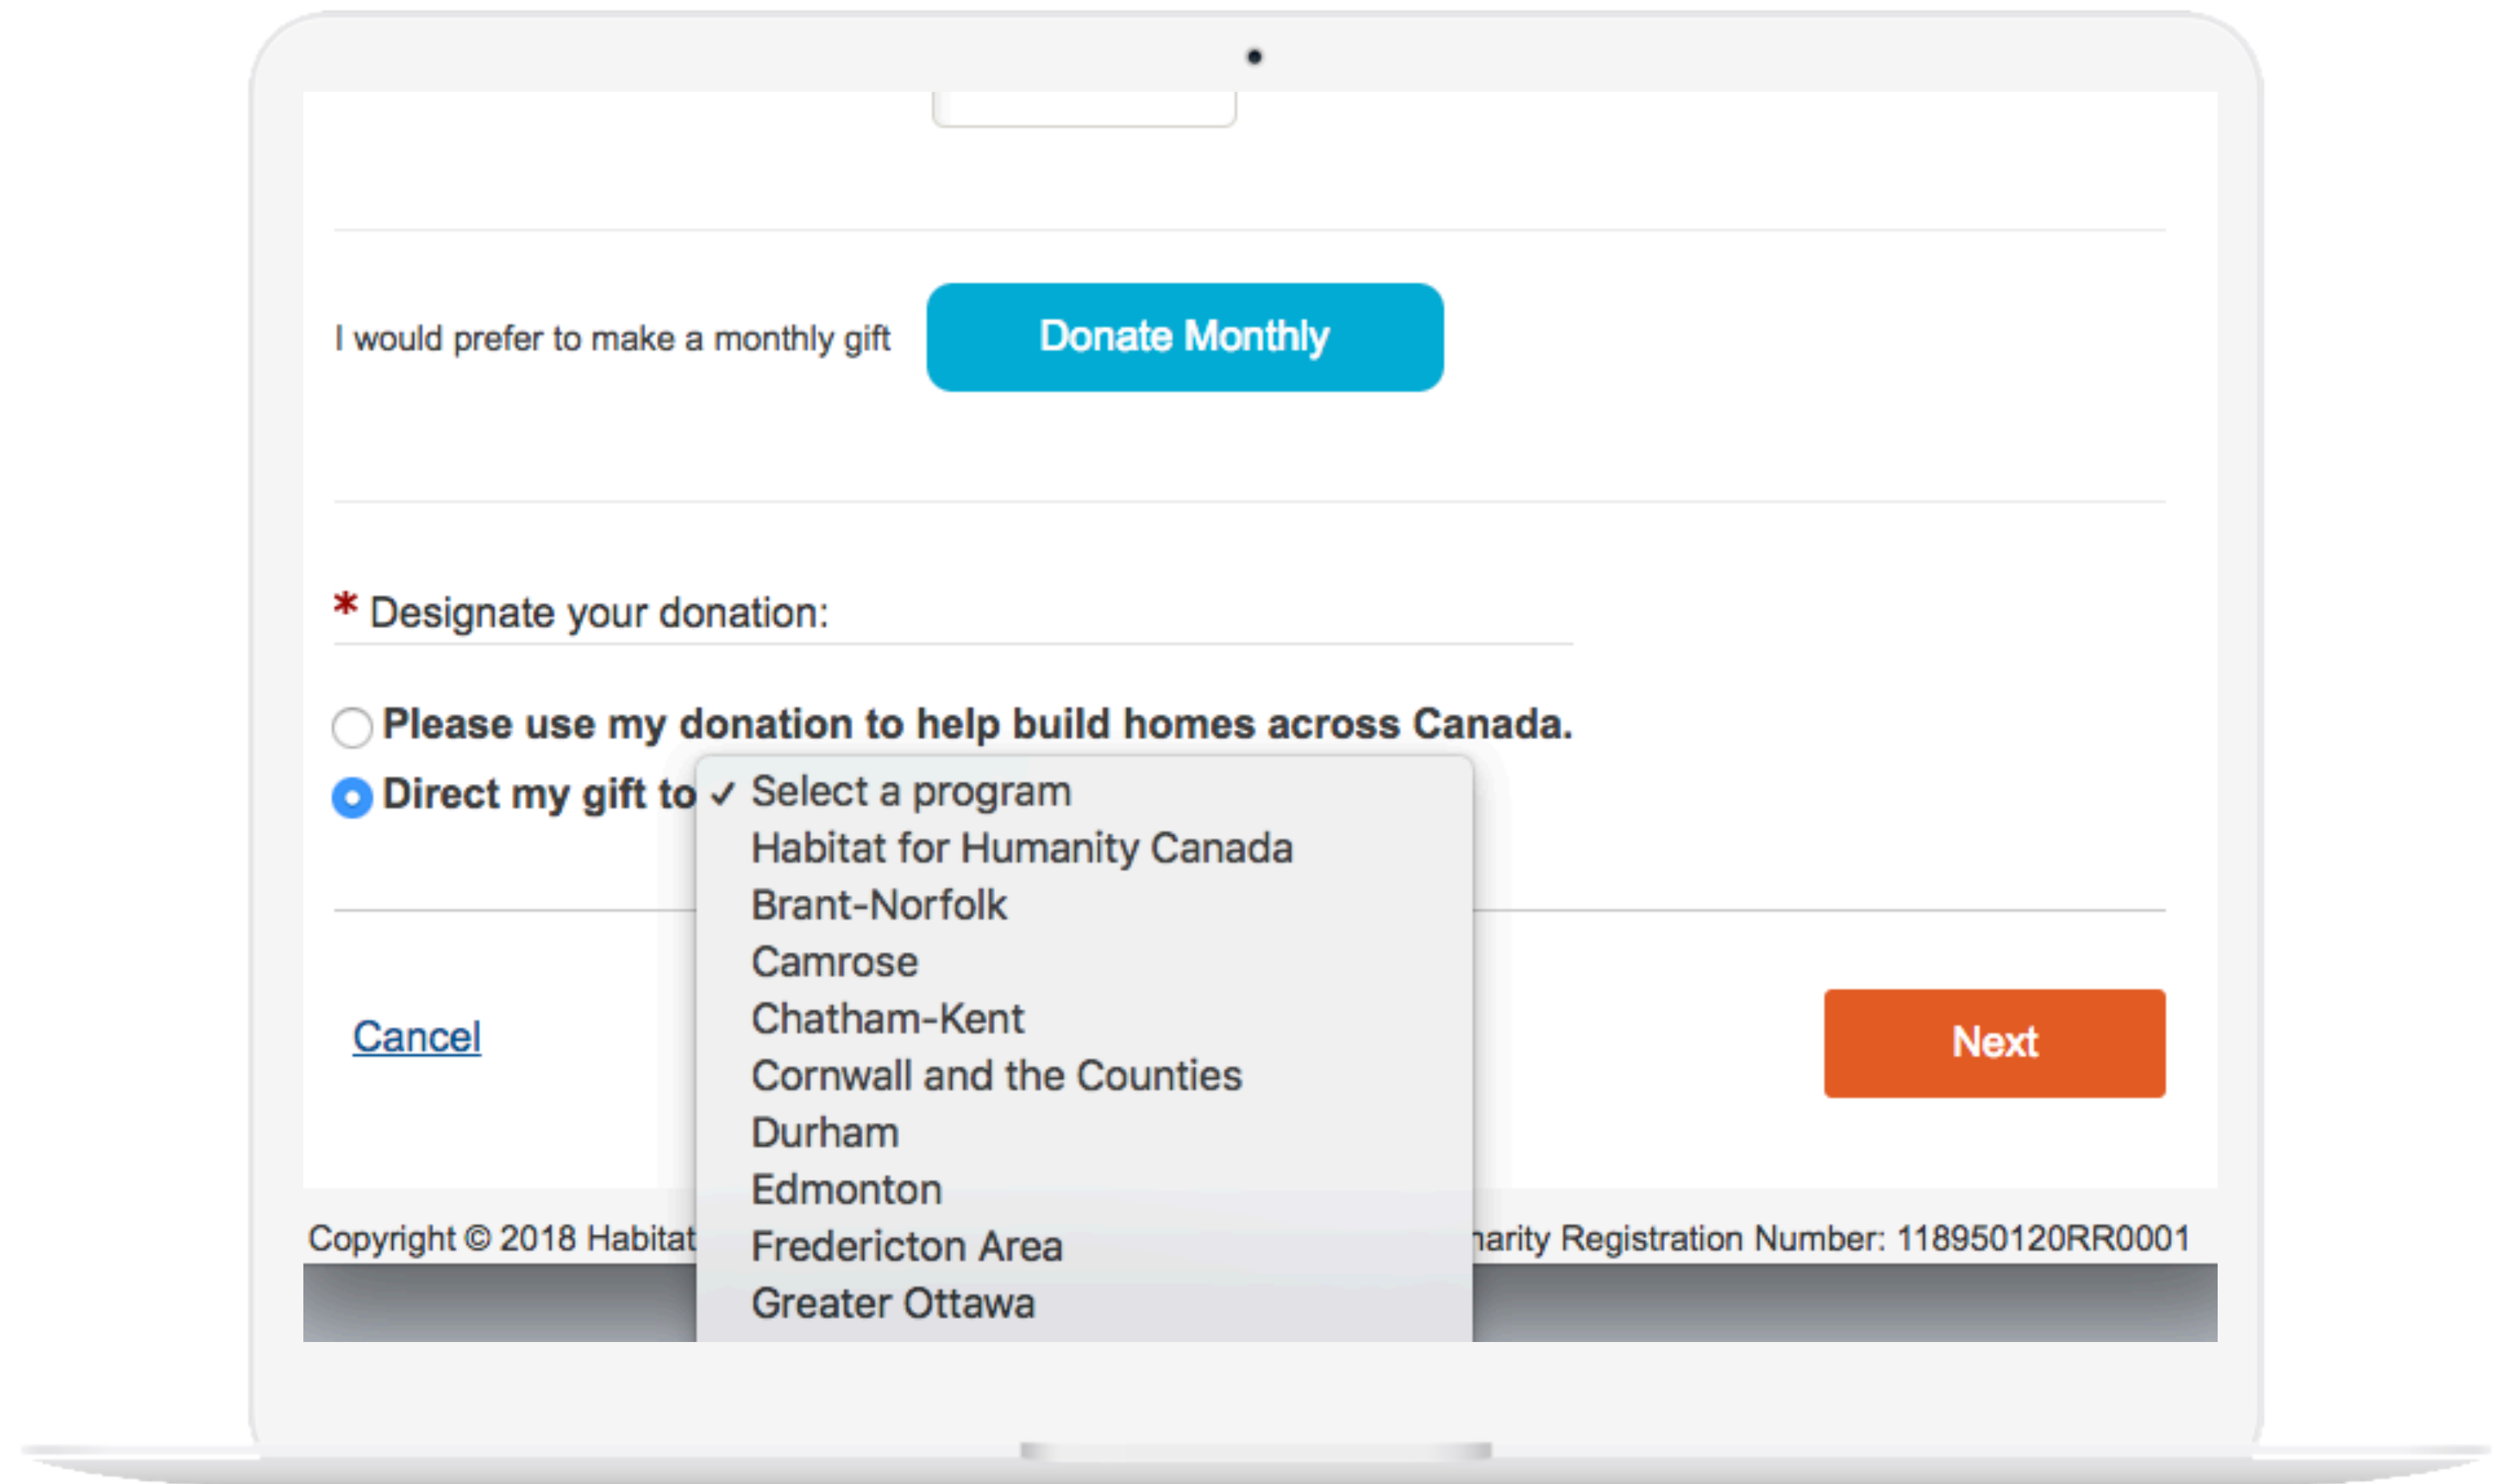 I would prefer to make a monthly gift
Donate Monthly
* Designate your donation:
Please use my donation to help build homes across Canada.
Direct my gift to
✓ Select a program
Habitat for Humanity Canada
Brant-Norfolk
Camrose
Chatham-Kent
Cornwall and the Counties
Durham
Edmonton
Fredericton Area
Greater Ottawa
Cancel
Next
Copyright © 2018 Habitat
Registration Number: 118950120RR0001